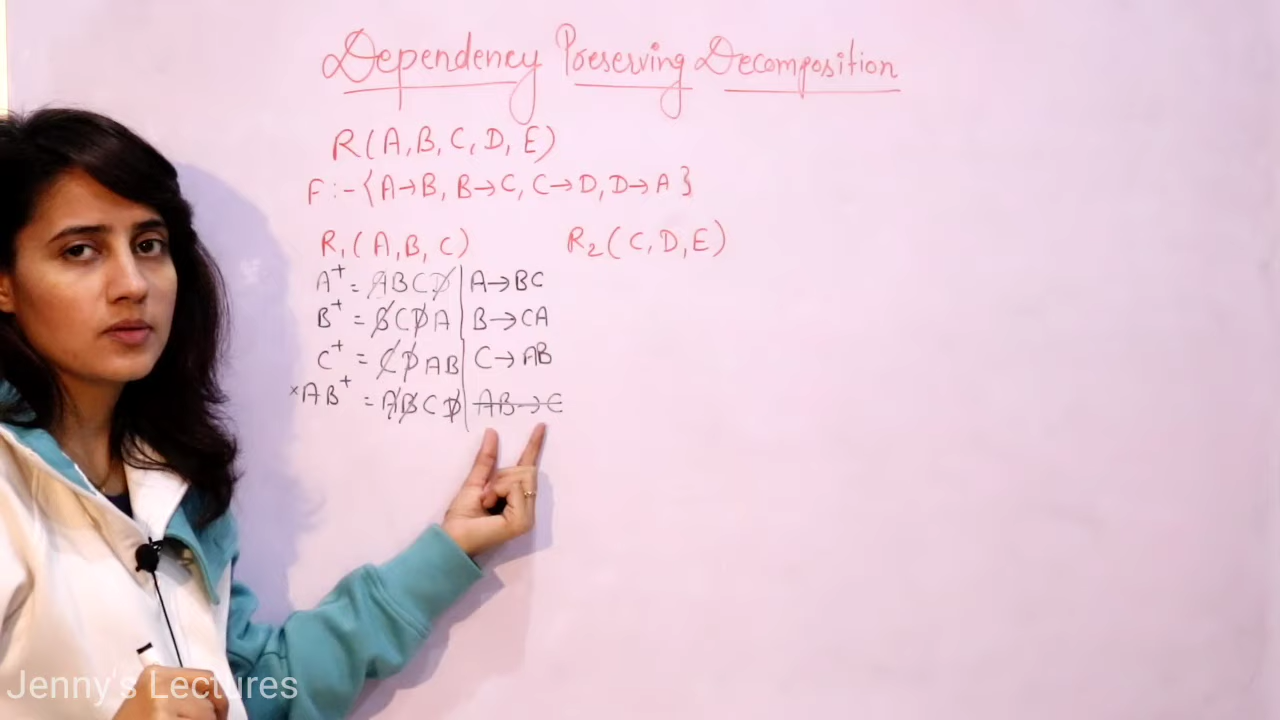 Dependency Preserving Decomposition
R(A,B,C,D,E)
F:-{A→B, B→C, C→D, D→A}
R₁(A,B,C) R₂(C,D,E)
A⁺ = ABCD | A→BC
B⁺ = BCDA | B→CA
C⁺ = CDAB | C→AB
×AB⁺ = ABCD | AB→C
Jenny's Lectures